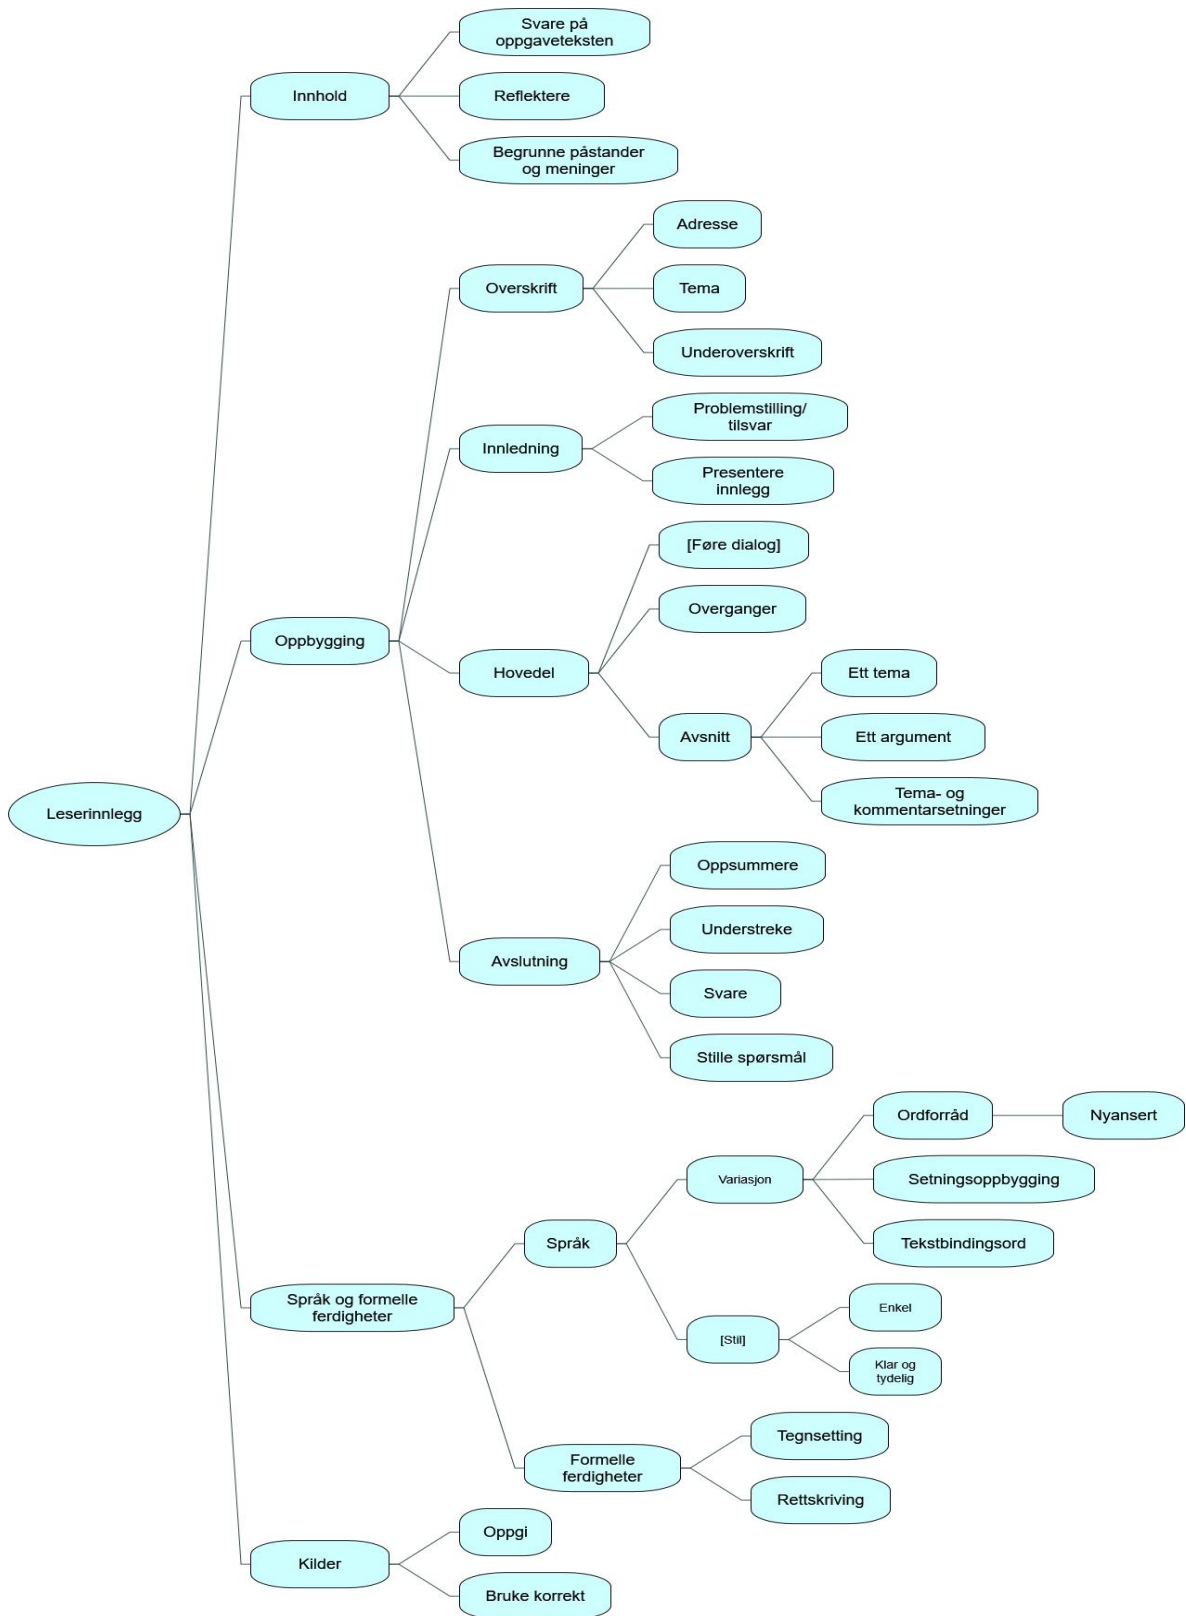 Svare på
oppgaveteksten
Innhold
Reflektere
Begrunne påstander
og meninger
Adresse
Overskrift
Tema
Underoverskrift
Problemstilling/
tilsvar
Innledning
Presentere
innlegg
[Føre dialog]
Overganger
Oppbygging
Hovedel
Ett tema
Avsnitt
Ett argument
Tema- og
kommentarsetninger
Leserinnlegg
Oppsummere
Understreke
Avslutning
Svare
Stille spørsmål
Ordforråd
Nyansert
Variasjon
Setningsoppbygging
Tekstbindingsord
Språk
Språk og formelle
ferdigheter
Enkel
[Stil]
Klar og
tydelig
Tegnsetting
Formelle
ferdigheter
Rettskriving
Oppgi
Kilder
Bruke korrekt